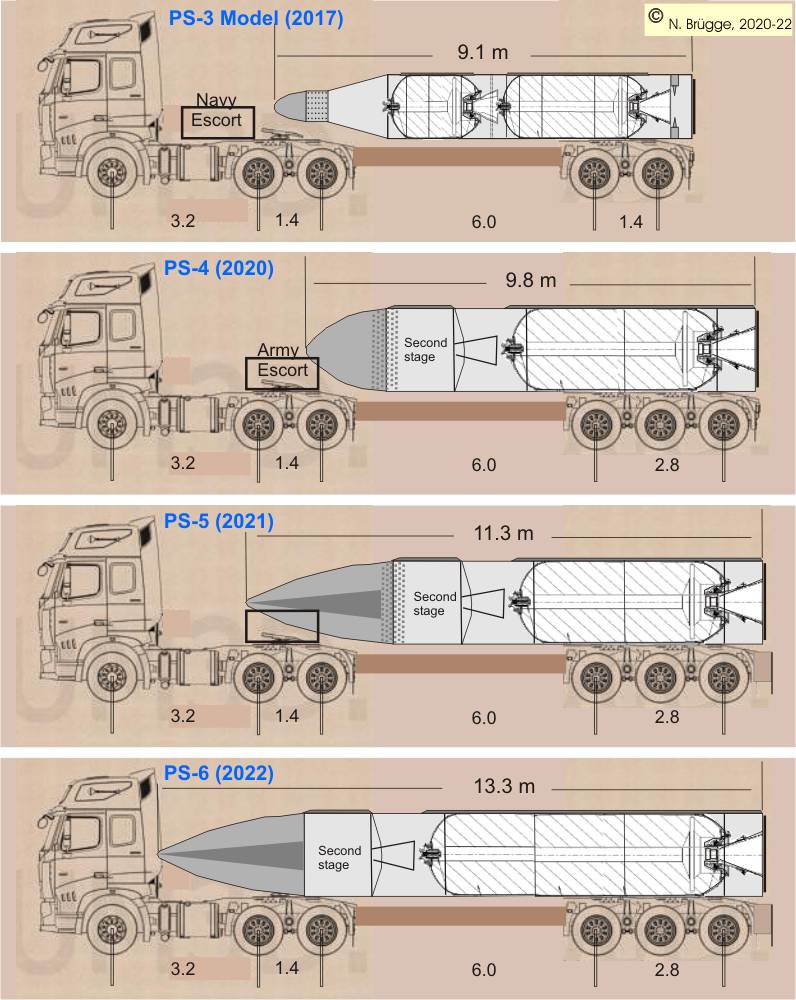 PS-3 Model (2017)
© N. Brügge, 2020-22
9.1 m
Navy
Escort
3.2
1.4
6.0
1.4
PS-4 (2020)
9.8 m
Second
stage
Army
Escort
3.2
1.4
6.0
2.8
PS-5 (2021)
11.3 m
Second
stage
3.2
1.4
6.0
2.8
PS-6 (2022)
13.3 m
Second
stage
3.2
1.4
6.0
2.8